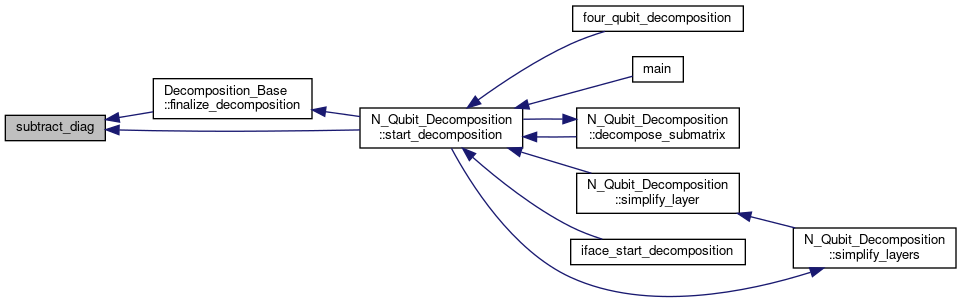 four_qubit_decomposition
main
Decomposition_Base
::finalize_decomposition
subtract_diag
N_Qubit_Decomposition
::start_decomposition
N_Qubit_Decomposition
::decompose_submatrix
N_Qubit_Decomposition
::simplify_layer
iface_start_decomposition
N_Qubit_Decomposition
::simplify_layers